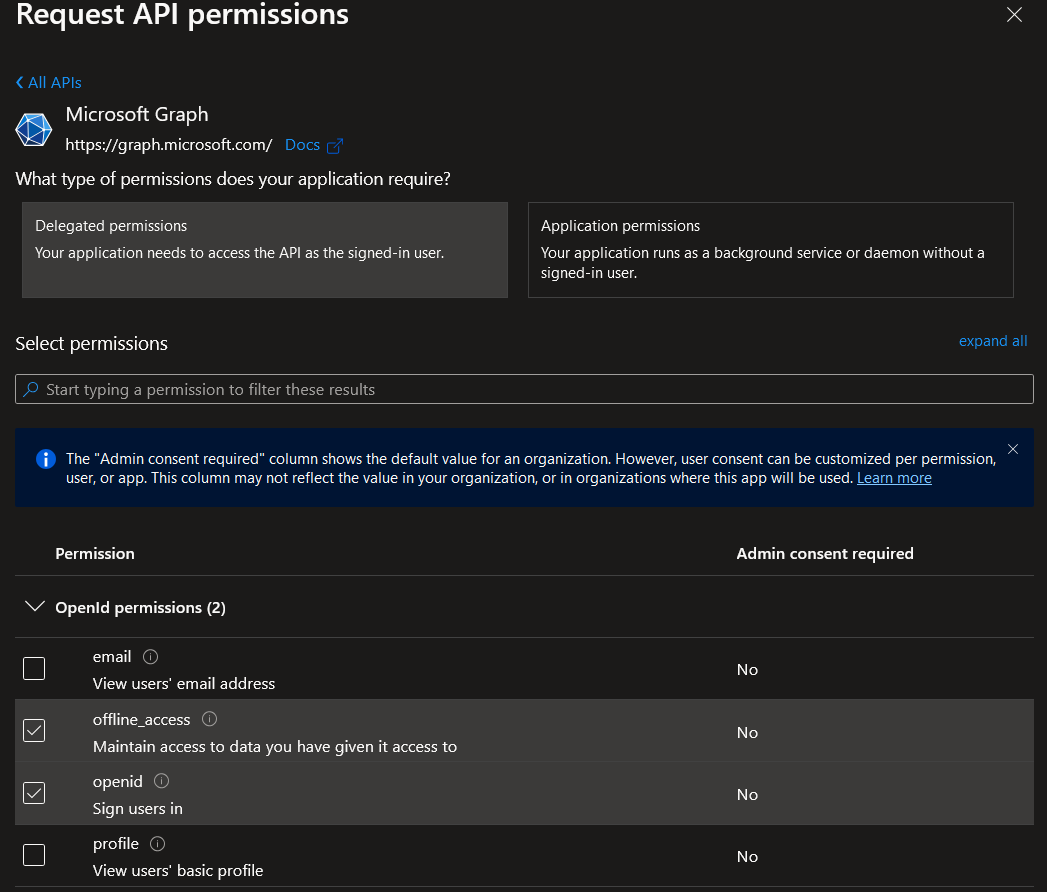 Request API permissions
All APIs
Microsoft Graph
https://graph.microsoft.com/ Docs
What type of permissions does your application require?
Delegated permissions
Your application needs to access the API as the signed-in user.
Application permissions
Your application runs as a background service or daemon without a
signed-in user.
Select permissions
expand all
Start typing a permission to filter these results
The "Admin consent required" column shows the default value for an organization. However, user consent can be customized per permission,
user, or app. This column may not reflect the value in your organization, or in organizations where this app will be used. Learn more
Permission
Admin consent required
OpenId permissions (2)
email
View users' email address
No
offline_access
Maintain access to data you have given it access to
No
openid
Sign users in
No
profile
View users' basic profile
No